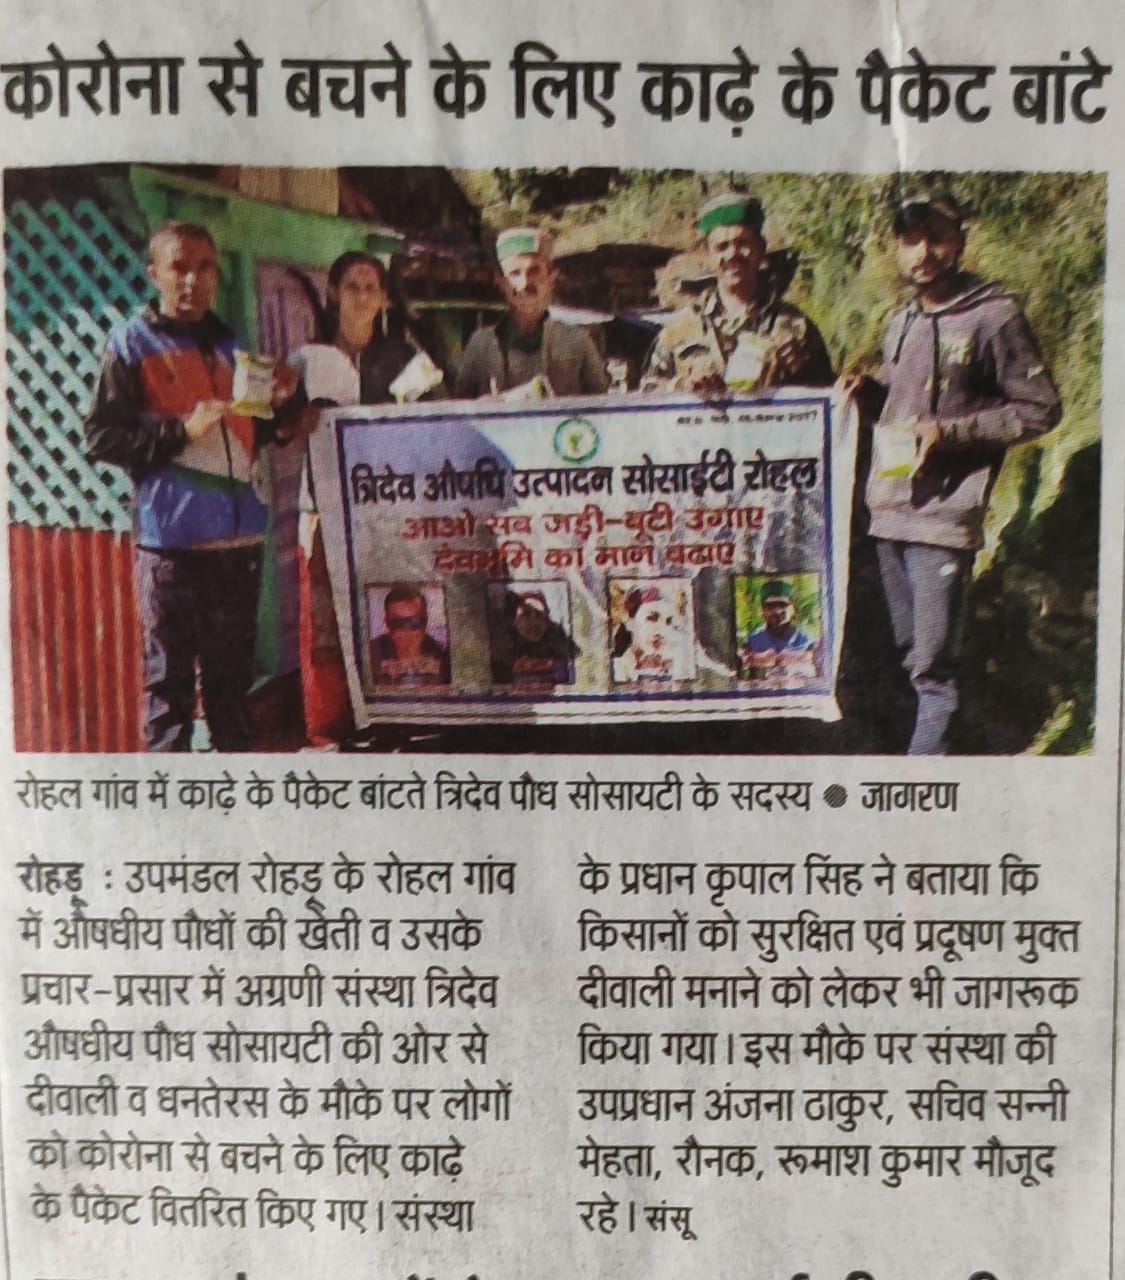 कोरोना से बचने के लिए काढ़े के पैकेट बांटे
त्रिदेव औषधि उत्पादन सोसाईटी रोहल
आओ सब जड़ी-बूटी उगाए
देवभूमि का मान बढाए
रोहल गांव में काढ़े के पैकेट बांटते त्रिदेव पौध सोसायटी के सदस्य ● जागरण
रोहड़ू : उपमंडल रोहड़ू के रोहल गांव
में औषधीय पौधों की खेती व उसके
प्रचार-प्रसार में अग्रणी संस्था त्रिदेव
औषधीय पौध सोसायटी की ओर से
दीवाली व धनतेरस के मौके पर लोगों
को कोरोना से बचने के लिए काढ़े
के पैकेट वितरित किए गए। संस्था
के प्रधान कृपाल सिंह ने बताया कि
किसानों को सुरक्षित एवं प्रदूषण मुक्त
दीवाली मनाने को लेकर भी जागरूक
किया गया। इस मौके पर संस्था की
उपप्रधान अंजना ठाकुर, सचिव सन्नी
मेहता, रौनक, रूमाश कुमार मौजूद
रहे। संसू